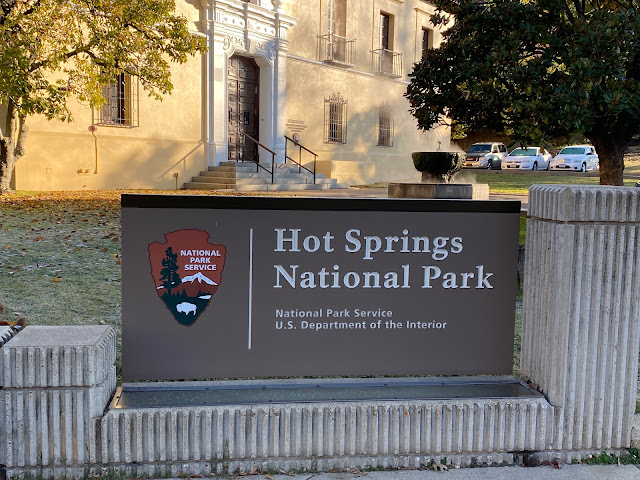 NATIONAL
PARK
SERVICE
Hot Springs
National Park
National Park Service
U.S. Department of the Interior